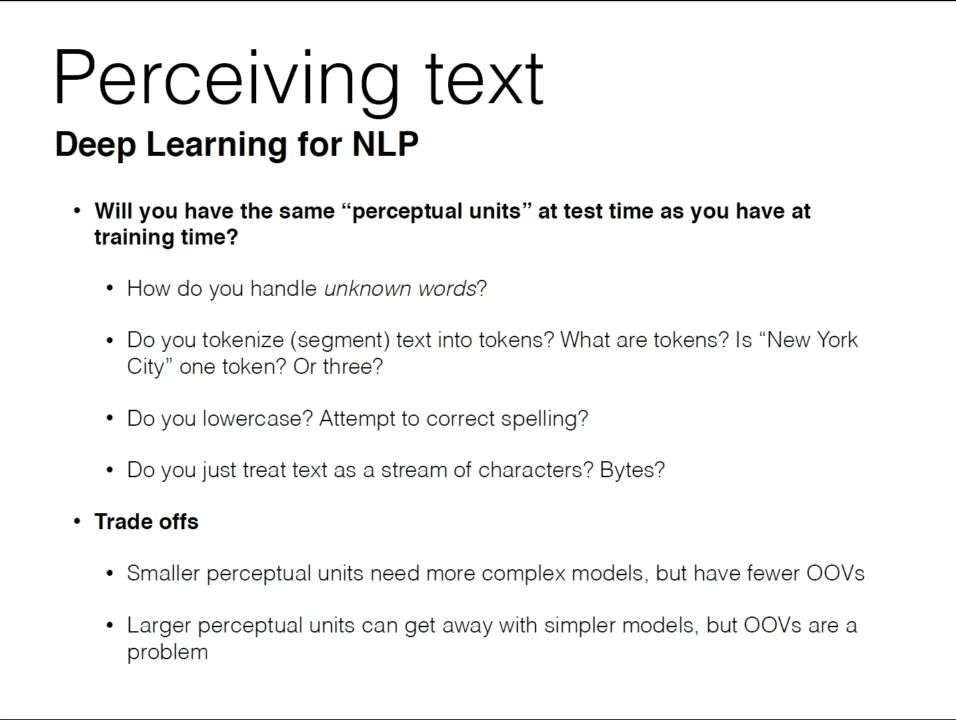 Perceiving text
Deep Learning for NLP
• Will you have the same “perceptual units” at test time as you have at
training time?
• How do you handle unknown words?
• Do you tokenize (segment) text into tokens? What are tokens? Is “New York
City” one token? Or three?
• Do you lowercase? Attempt to correct spelling?
• Do you just treat text as a stream of characters? Bytes?
• Trade offs
• Smaller perceptual units need more complex models, but have fewer OOVs
• Larger perceptual units can get away with simpler models, but OOVs are a
problem